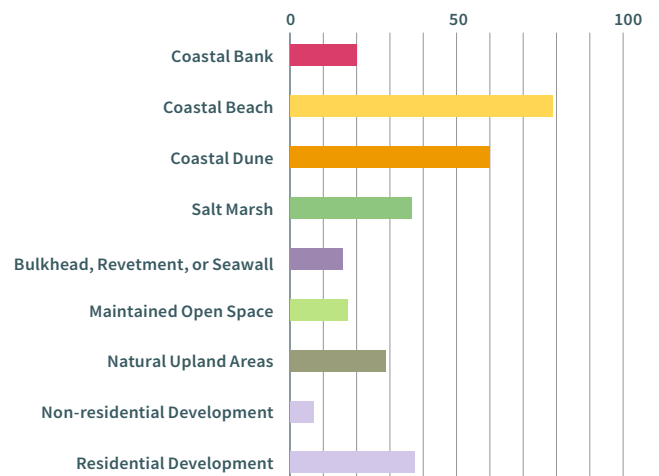 0 50 100
Coastal Bank
Coastal Beach
Coastal Dune
Salt Marsh
Bulkhead, Revetment, or Seawall
Maintained Open Space
Natural Upland Areas
Non-residential Development
Residential Development